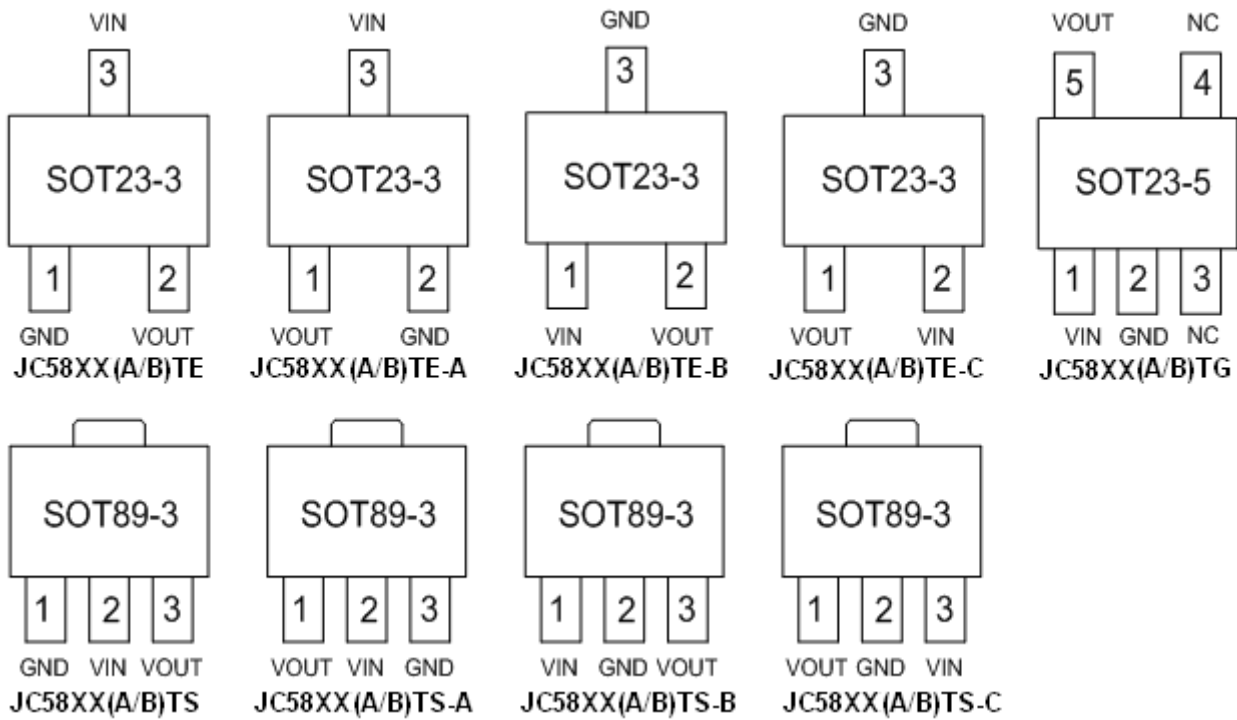 VIN VIN GND GND VOUT NC
3 3 3 3 5 4
SOT23-3 SOT23-3 SOT23-3 SOT23-3 SOT23-5
1 2 1 2 1 2 1 2 1 2 3
GND VOUT VOUT GND VIN VOUT VOUT VIN VIN GND NC
JC58XX(A/B)TE JC58XX(A/B)TE-A JC58XX(A/B)TE-B JC58XX(A/B)TE-C JC58XX(A/B)TG
SOT89-3 SOT89-3 SOT89-3 SOT89-3
1 2 3 1 2 3 1 2 3 1 2 3
GND VIN VOUT VOUT VIN GND VIN GND VOUT VOUT GND VIN
JC58XX(A/B)TS JC58XX(A/B)TS-A JC58XX(A/B)TS-B JC58XX(A/B)TS-C